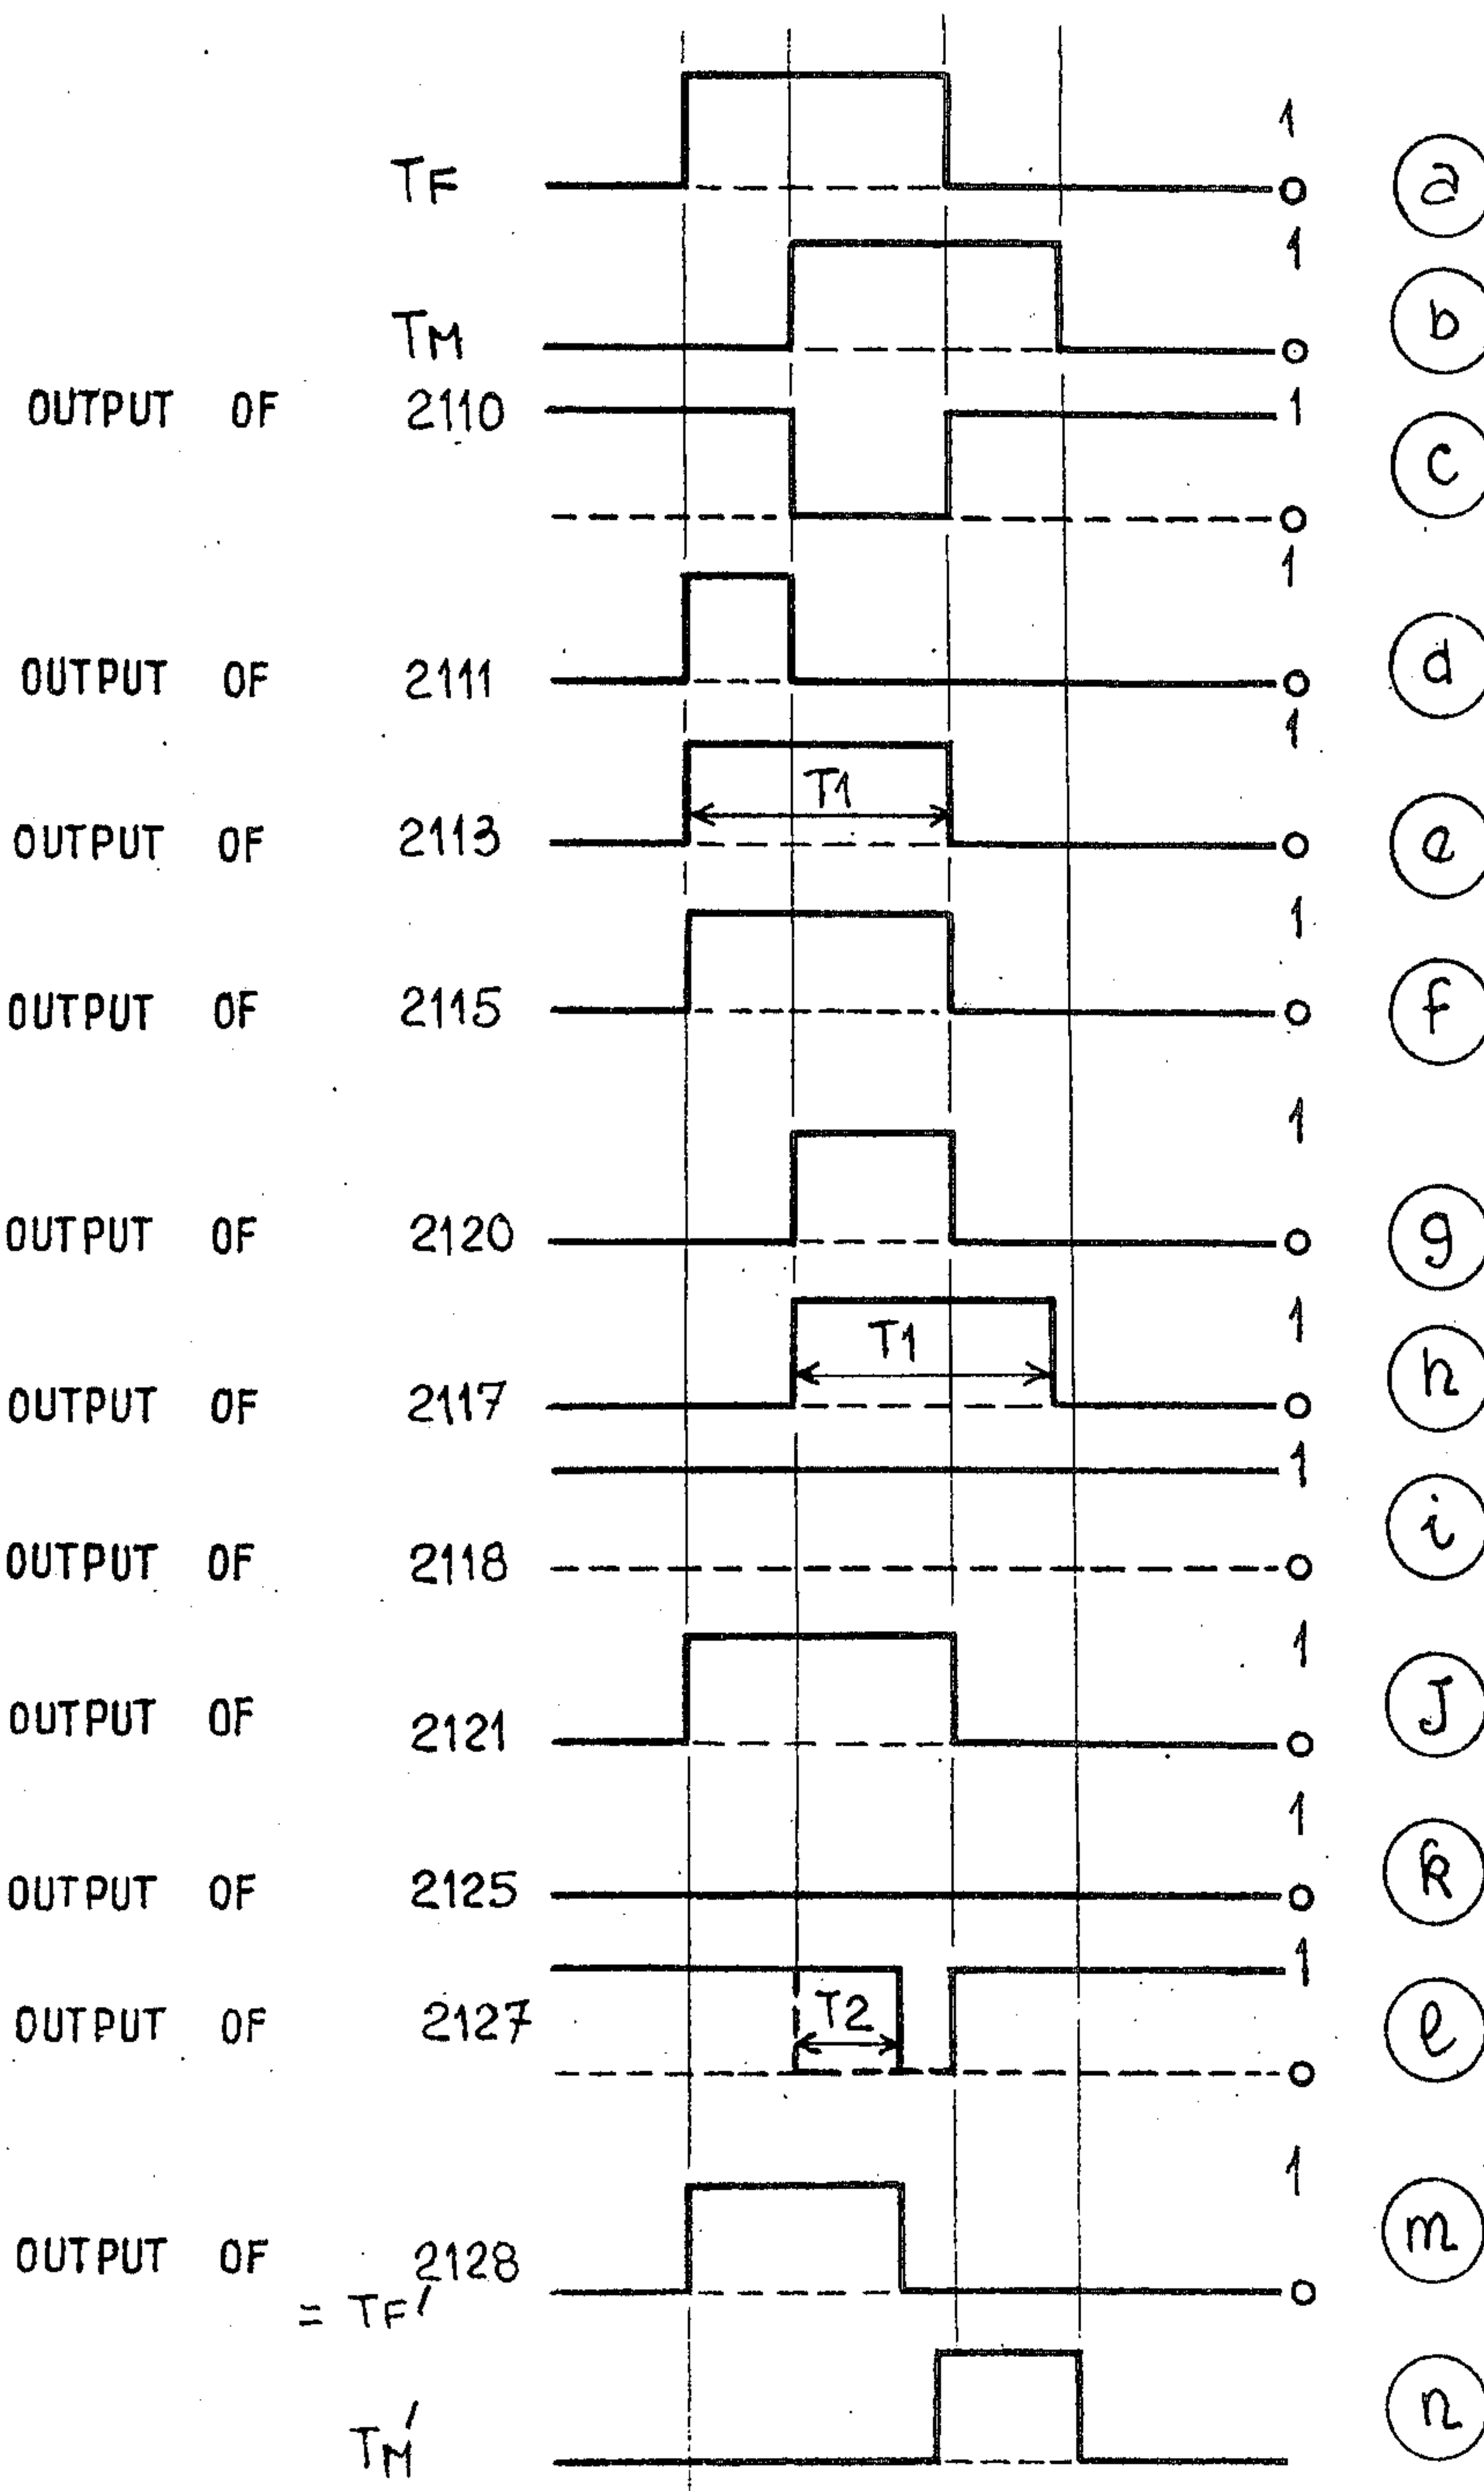 1
TF 0 a
1
TM 0 b
OUTPUT OF 2110 1
0 c
1
OUTPUT OF 2111 0 d
1
T1
OUTPUT OF 2113 0 e
1
OUTPUT OF 2115 0 f
1
OUTPUT OF 2120 0 g
1
T1
OUTPUT OF 2117 0 h
1
OUTPUT OF 2118 0 i
1
OUTPUT OF 2121 0 J
1
OUTPUT OF 2125 0 k
1
T2
OUTPUT OF 2127 0 l
1
OUTPUT OF 2128 0 m
= TF'
TM' n